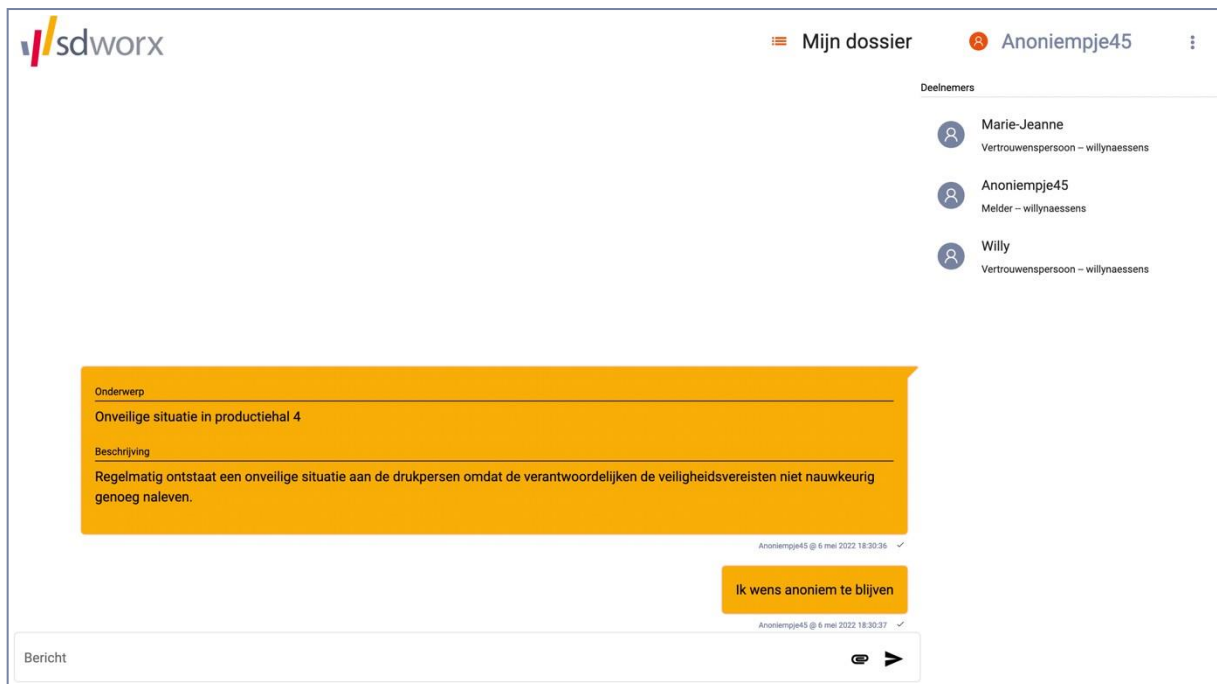 sdworx
Mijn dossier
Anoniempje45
Deelnemers
Marie-Jeanne
Vertrouwenspersoon – willynaessens
Anoniempje45
Melder – willynaessens
Willy
Vertrouwenspersoon – willynaessens
Onderwerp
Onveilige situatie in productiehal 4
Beschrijving
Regelmatig ontstaat een onveilige situatie aan de drukpersen omdat de verantwoordelijken de veiligheidsvereisten niet nauwkeurig
genoeg naleven.
Anoniempje45 @ 6 mei 2022 18:30:36
Ik wens anoniem te blijven
Anoniempje45 @ 6 mei 2022 18:30:37
Bericht